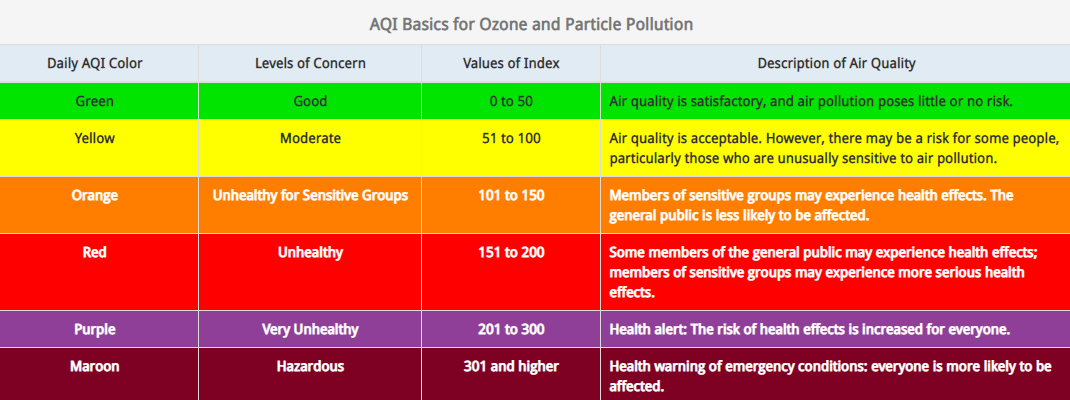 AQI Basics for Ozone and Particle Pollution
Daily AQI Color Levels of Concern Values of Index Description of Air Quality
Green Good 0 to 50 Air quality is satisfactory, and air pollution poses little or no risk.
Yellow Moderate 51 to 100 Air quality is acceptable. However, there may be a risk for some people,
particularly those who are unusually sensitive to air pollution.
Orange Unhealthy for Sensitive Groups 101 to 150 Members of sensitive groups may experience health effects. The
general public is less likely to be affected.
Red Unhealthy 151 to 200 Some members of the general public may experience health effects;
members of sensitive groups may experience more serious health
effects.
Purple Very Unhealthy 201 to 300 Health alert: The risk of health effects is increased for everyone.
Maroon Hazardous 301 and higher Health warning of emergency conditions: everyone is more likely to be
affected.